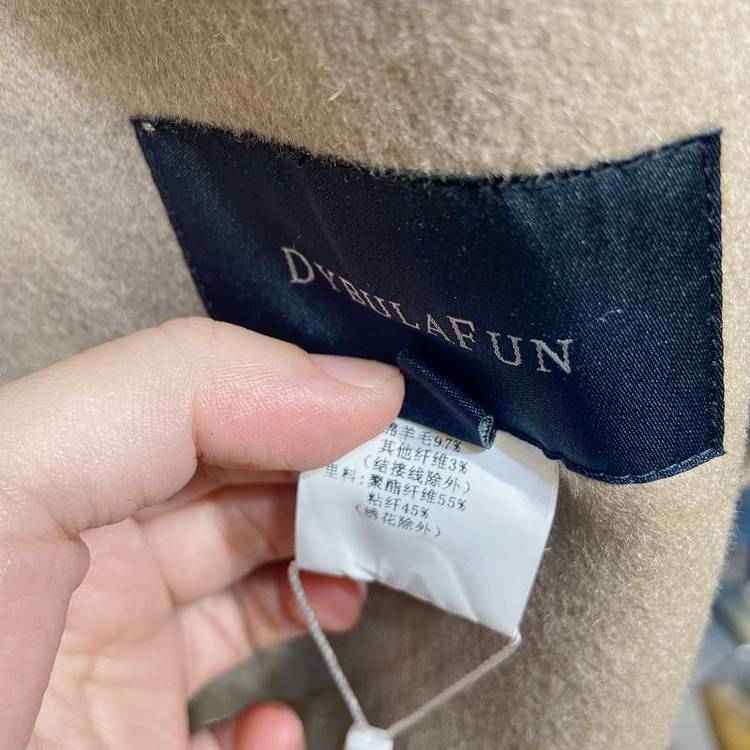 DYBULAFUN
绵羊毛97%
其他纤维3%
(结接线除外)
里料:聚酯纤维55%
粘纤45%
(绣花除外)